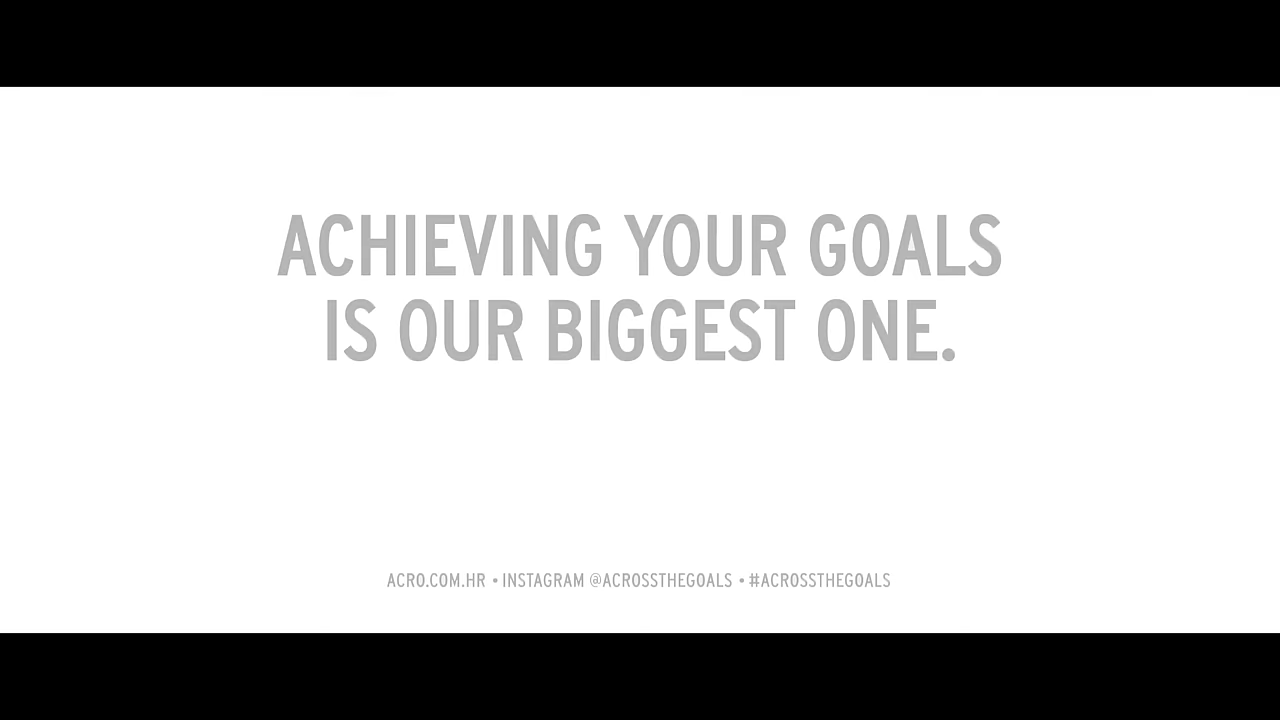 ACHIEVING YOUR GOALS
IS OUR BIGGEST ONE.
ACRO.COM.HR • INSTAGRAM @ACROSSTHEGOALS • #ACROSSTHEGOALS